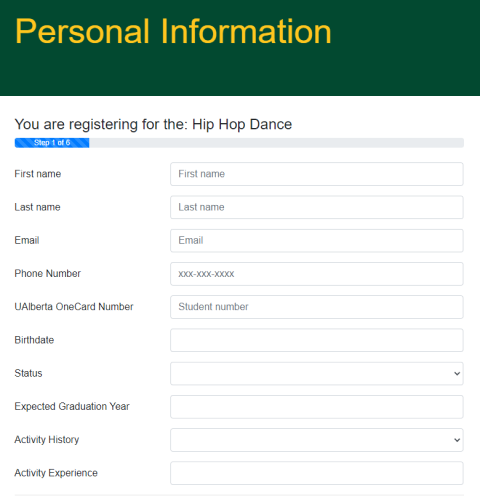 Personal Information
You are registering for the: Hip Hop Dance
Step 1 of 6
First name First name
Last name Last name
Email Email
Phone Number xxx-xxx-xxxx
UAlberta OneCard Number Student number
Birthdate
Status
Expected Graduation Year
Activity History
Activity Experience